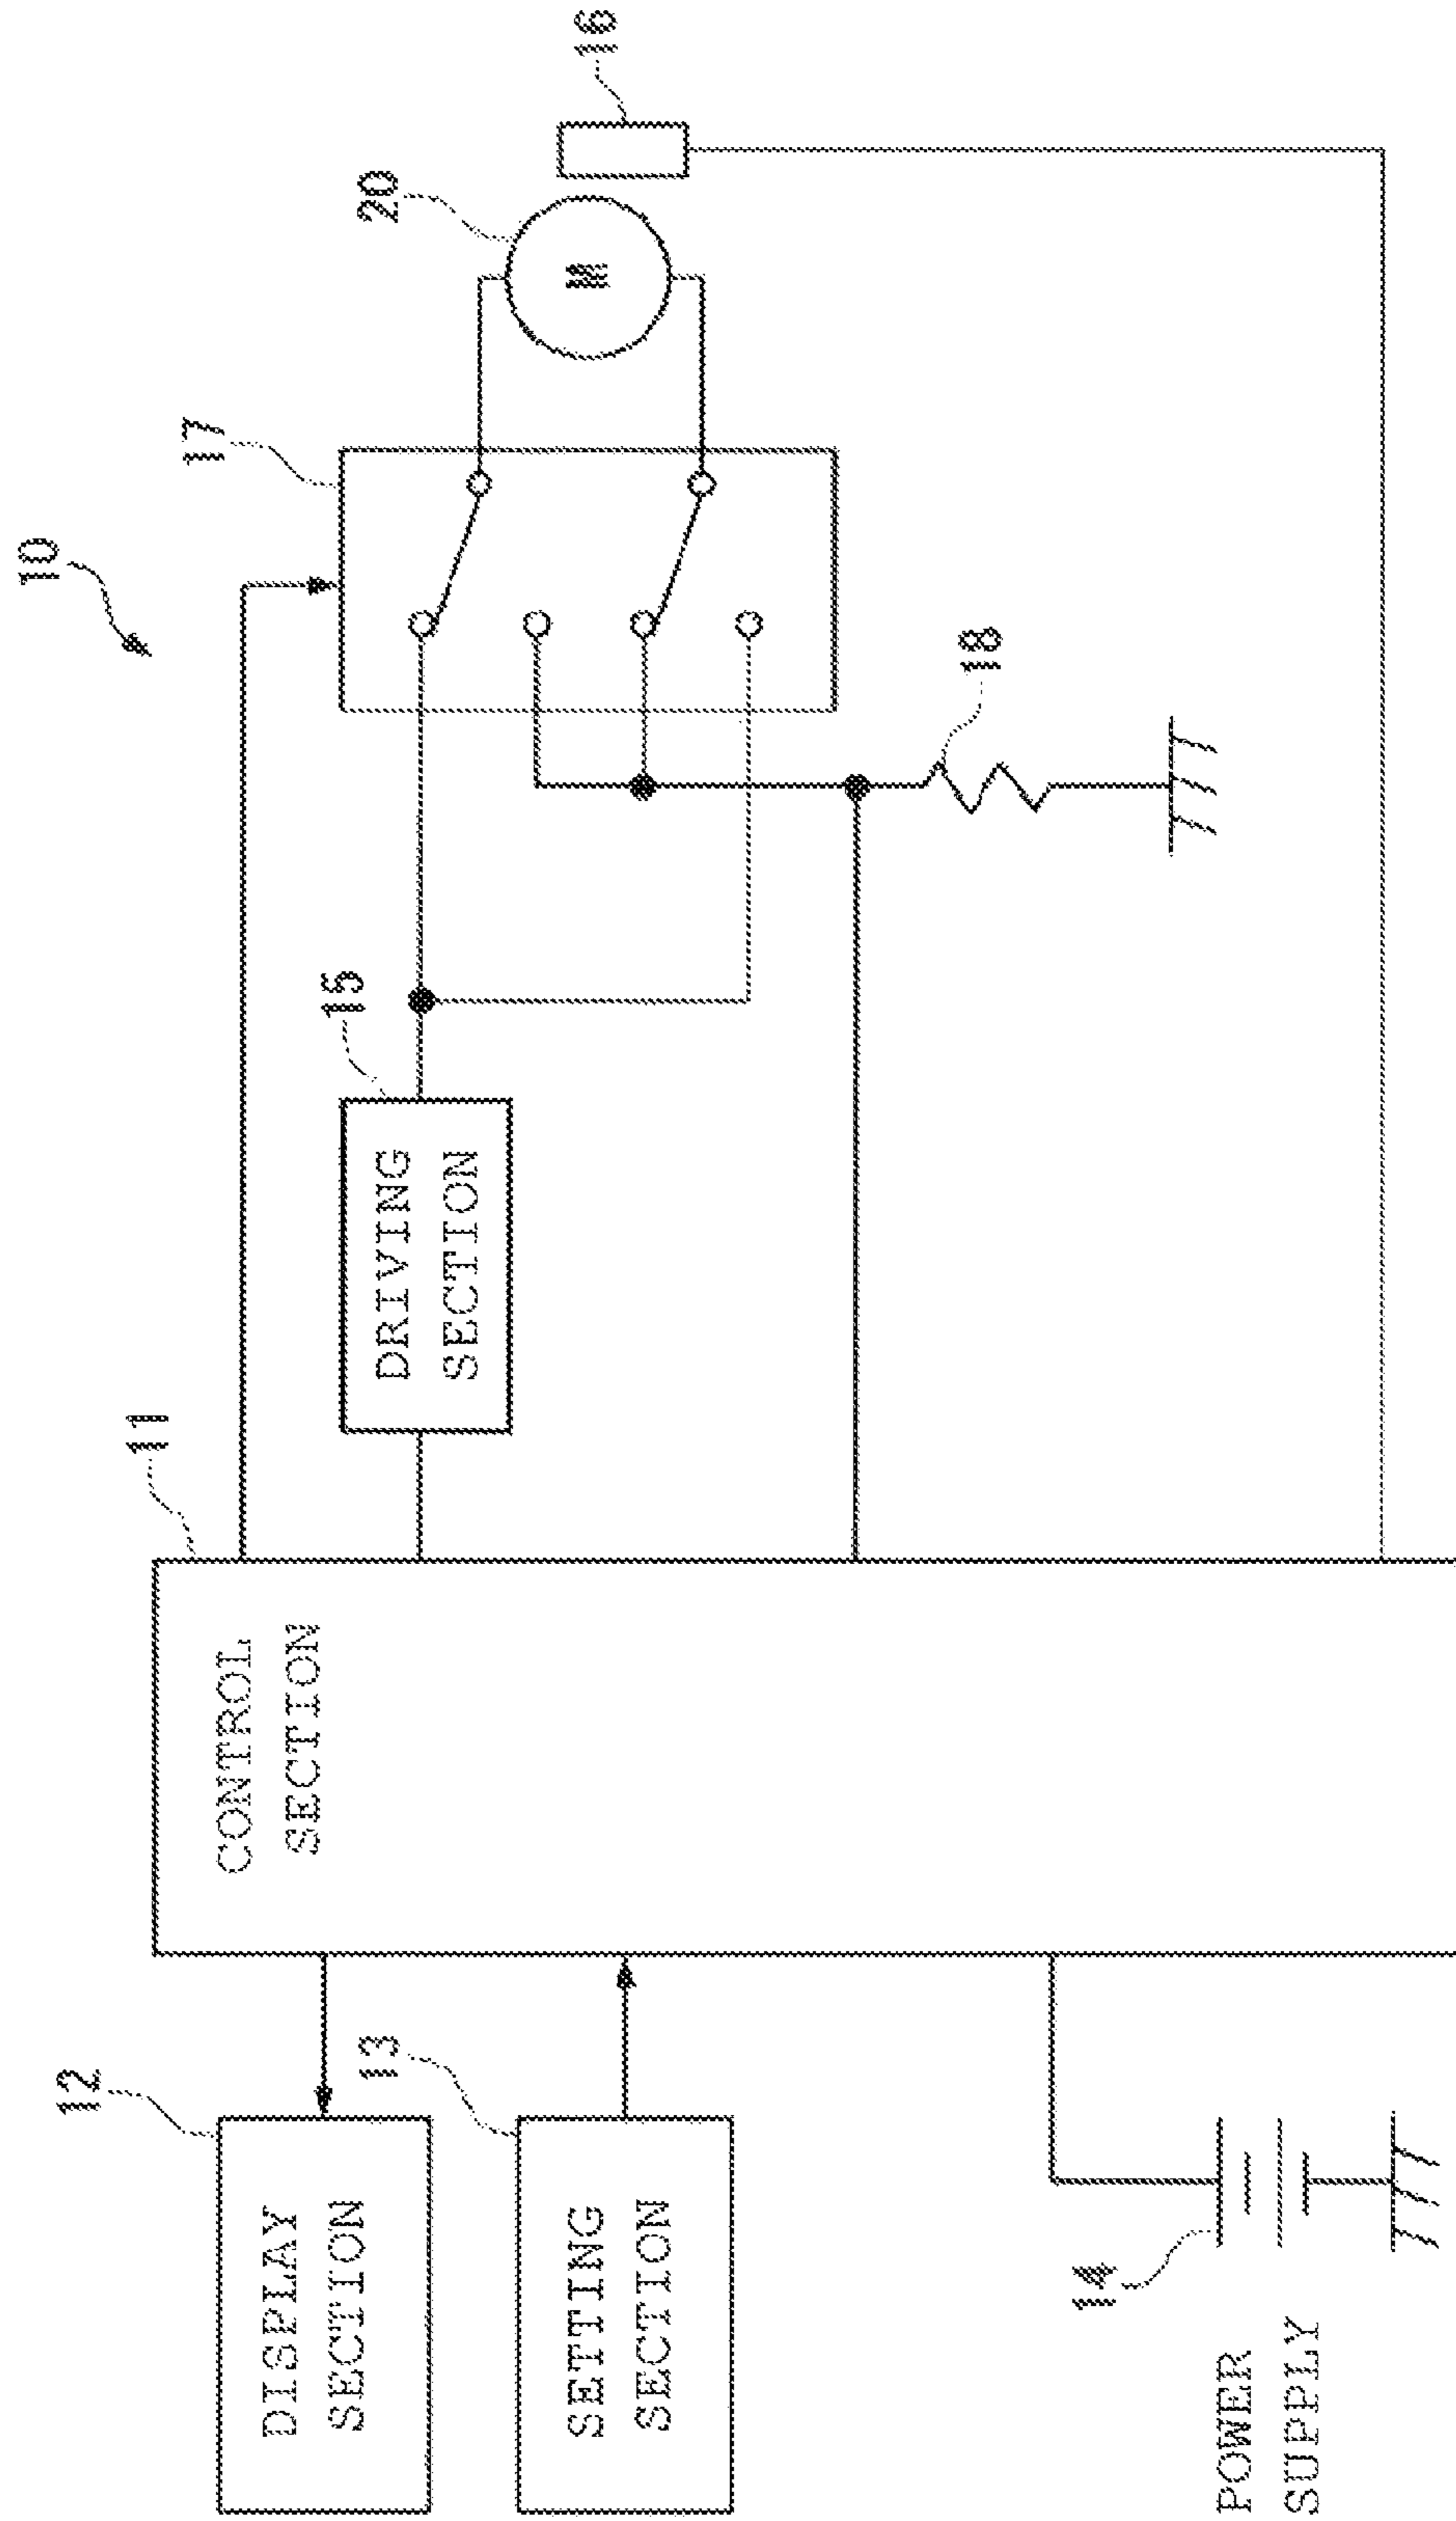 10
16
20
17
18
15
DRIVING
SECTION
11
CONTROL
SECTION
12
DISPLAY
SECTION
13
SETTING
SECTION
14
POWER
SUPPLY
M